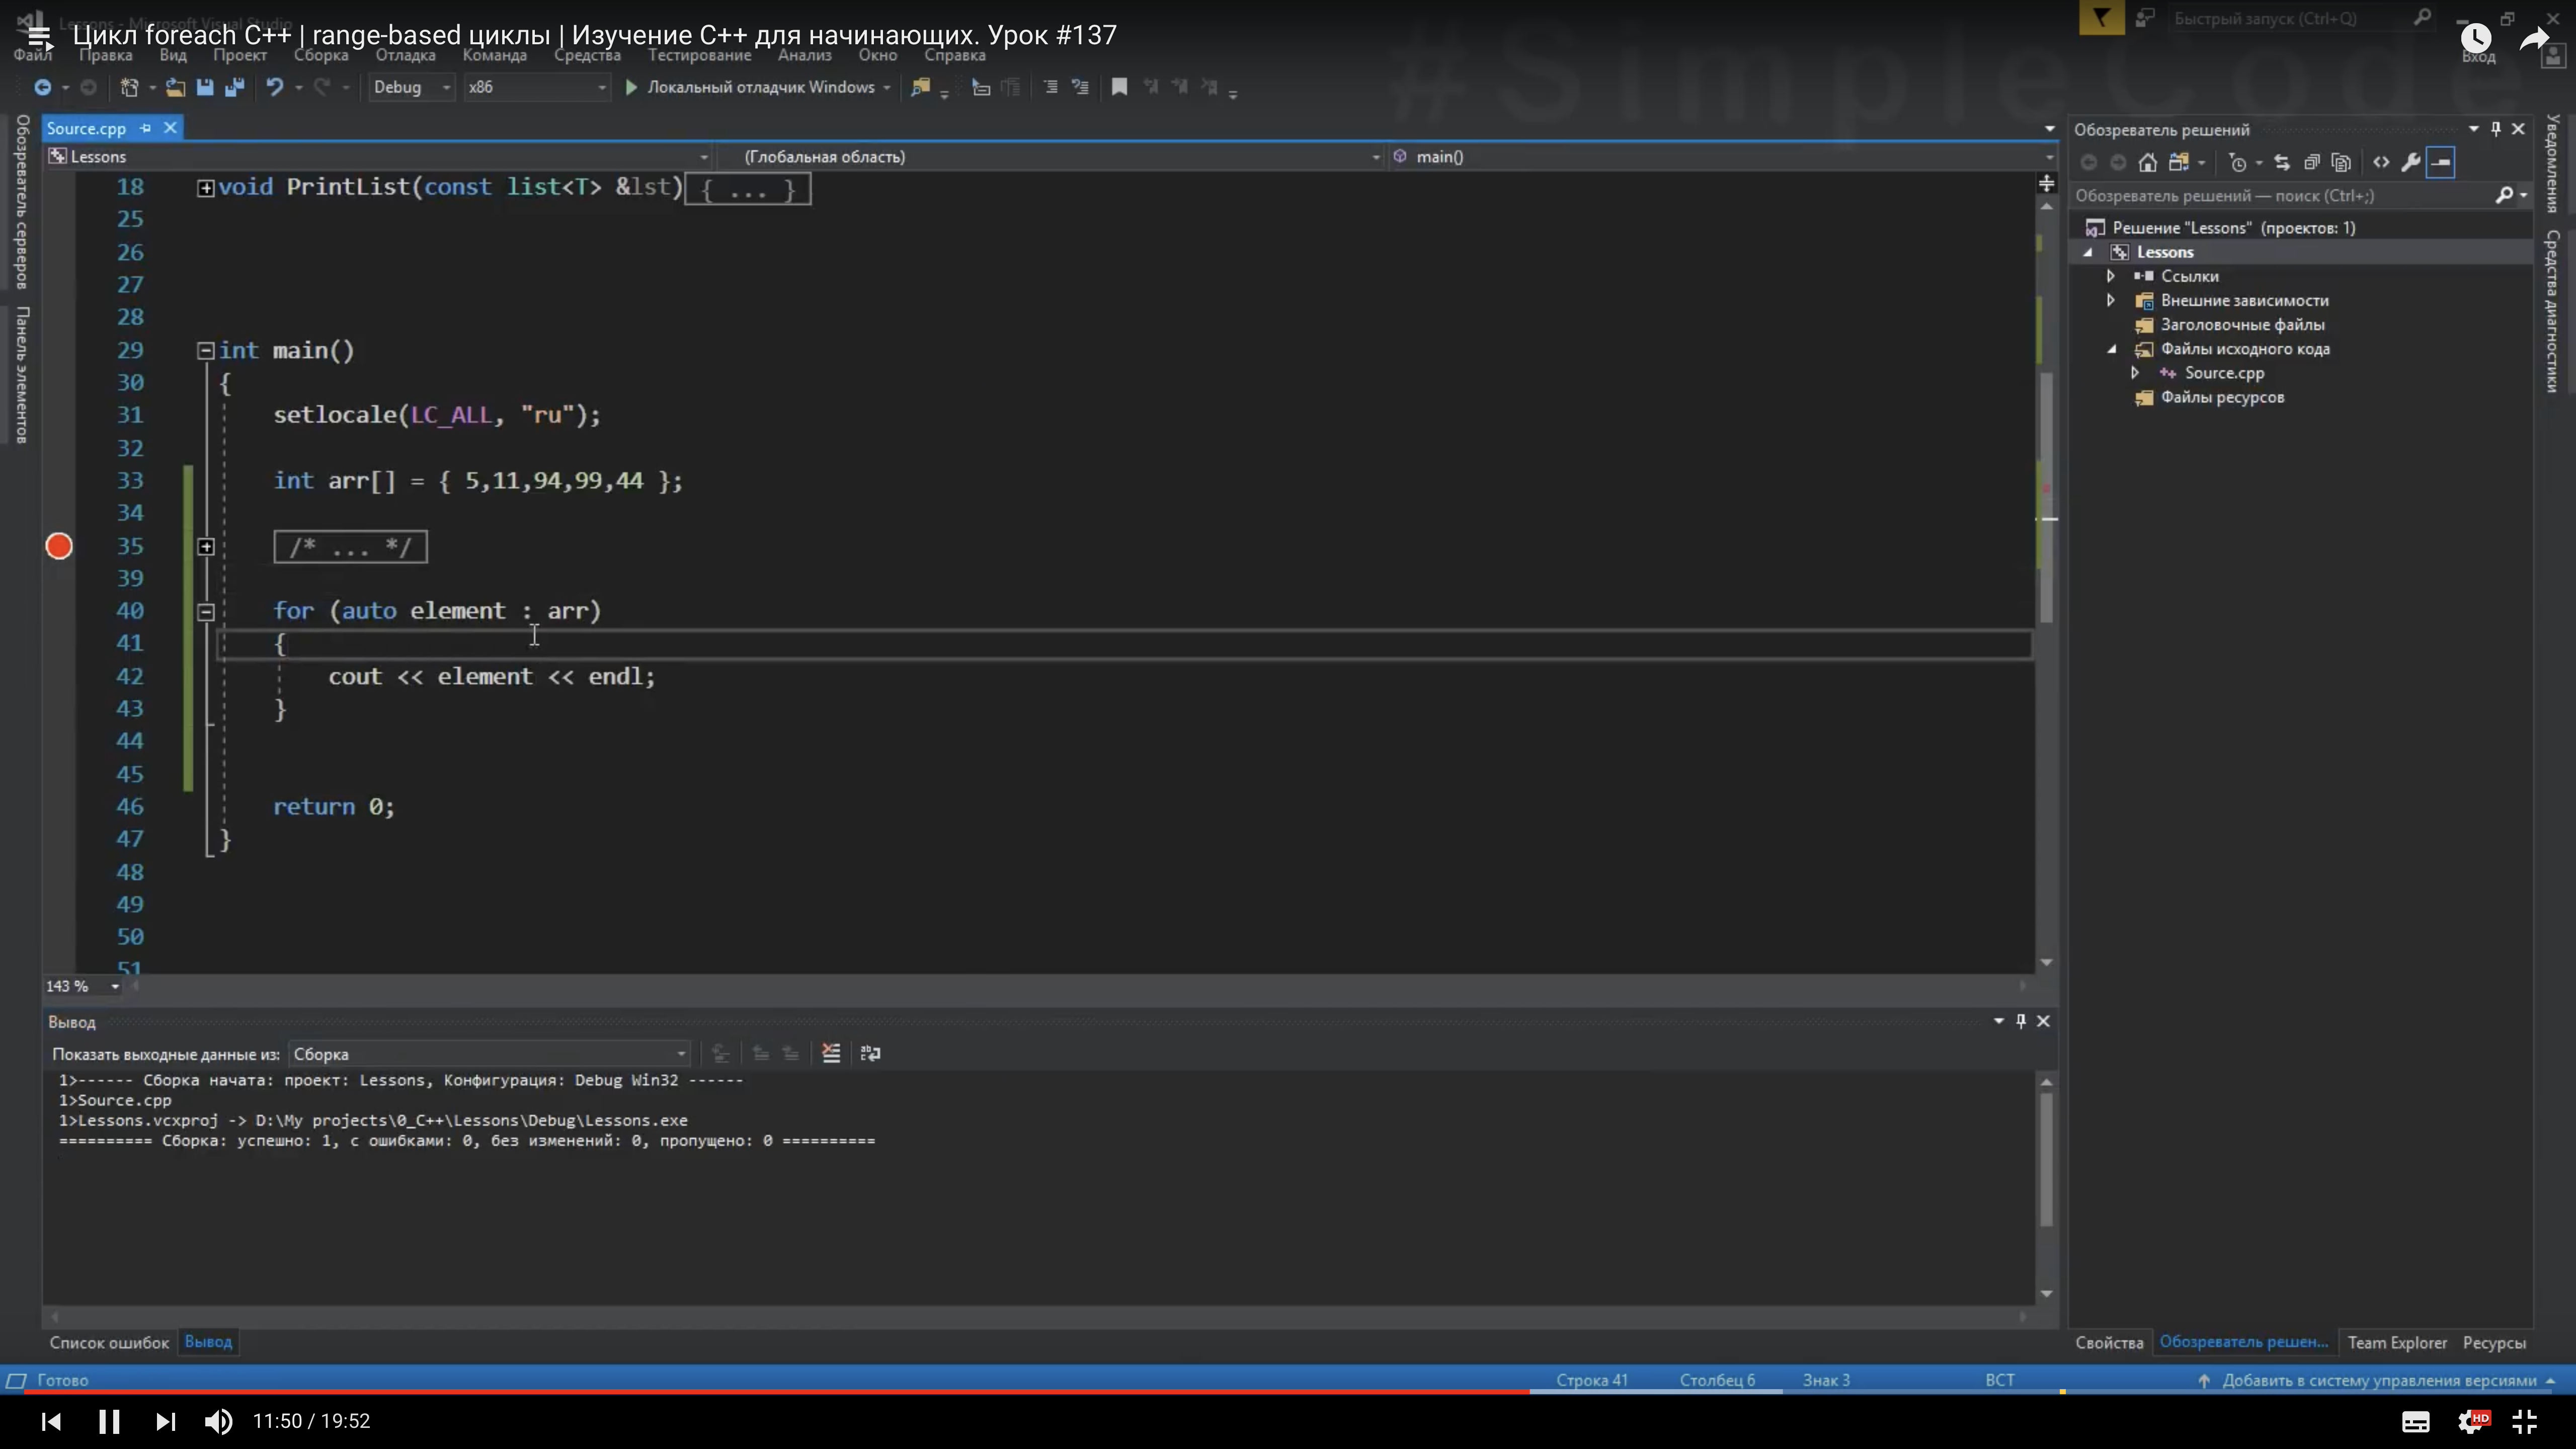 Lessons - Microsoft Visual Studio
Цикл foreach C++ | range-based циклы | Изучение C++ для начинающих. Урок #137
Быстрый запуск (Ctrl+Q)
#SimpleCode
Файл Правка Вид Проект Сборка Отладка Команда Средства Тестирование Анализ Окно Справка
Вход
Debug x86 Локальный отладчик Windows
Обозреватель серверов
Панель элементов
Source.cpp
Lessons (Глобальная область) main()
18 void PrintList(const list<T> &lst){ ... }
25
26
27
28
29 int main()
30 {
31 setlocale(LC_ALL, "ru");
32
33 int arr[] = { 5,11,94,99,44 };
34
35 /* ... */
39
40 for (auto element : arr)
41 {
42 cout << element << endl;
43 }
44
45
46 return 0;
47 }
48
49
50
51
143 %
Вывод
Показать выходные данные из: Сборка
1>------ Сборка начата: проект: Lessons, Конфигурация: Debug Win32 ------
1>Source.cpp
1>Lessons.vcxproj -> D:\My projects\0_C++\Lessons\Debug\Lessons.exe
========== Сборка: успешно: 1, с ошибками: 0, без изменений: 0, пропущено: 0 ==========
Список ошибок Вывод
Обозреватель решений
Обозреватель решений — поиск (Ctrl+;)
Решение "Lessons" (проектов: 1)
Lessons
Ссылки
Внешние зависимости
Заголовочные файлы
Файлы исходного кода
Source.cpp
Файлы ресурсов
Уведомления
Средства диагностики
Свойства Обозреватель решен... Team Explorer Ресурсы
Готово Строка 41 Столбец 6 Знак 3 ВСТ Добавить в систему управления версиями
11:50 / 19:52
HD